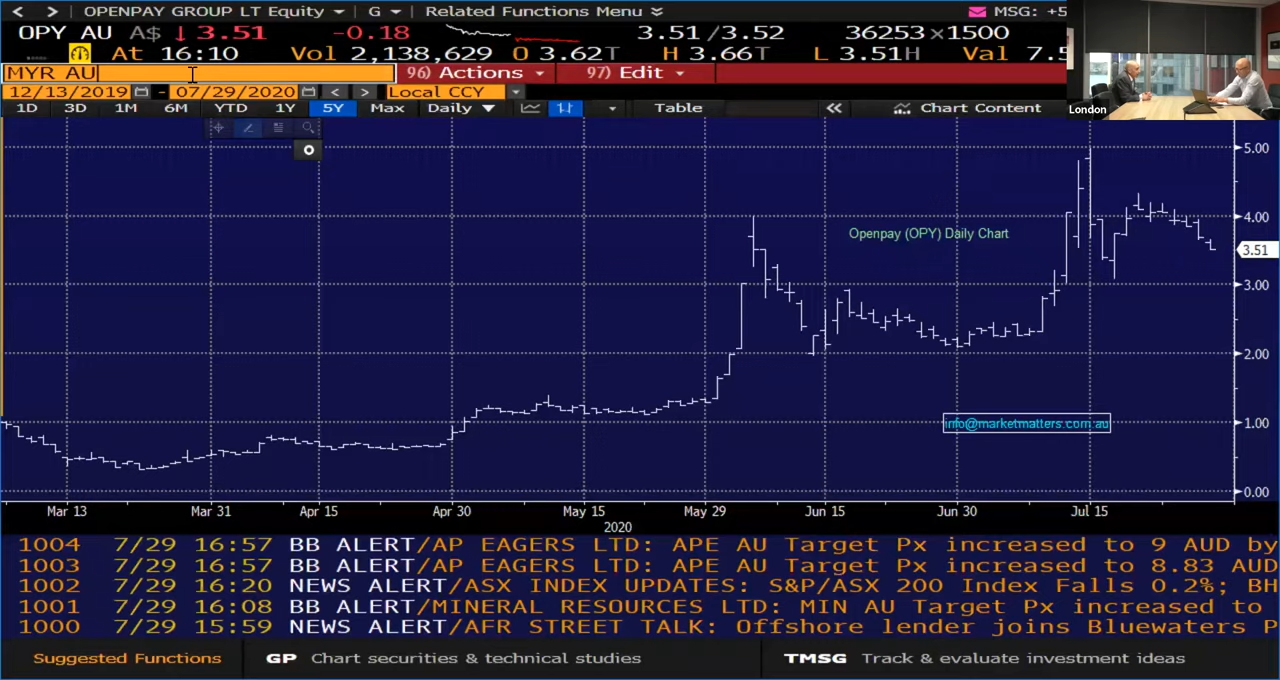 < > OPENPAY GROUP LT Equity G Related Functions Menu MSG: +5
OPY AU A$ ↓ 3.51 -0.18 3.51 /3.52 36253 x 1500
At 16:10 Vol 2,138,629 O 3.62T H 3.66T L 3.51H Val 7.5
MYR AU 96) Actions 97) Edit
12/13/2019 - 07/29/2020 < > Local CCY
1D 3D 1M 6M YTD 1Y 5Y Max Daily Table « Chart Content
London
5.00
4.00
Openpay (OPY) Daily Chart
3.51
3.00
2.00
info@marketmatters.com.au
1.00
0.00
Mar 13 Mar 31 Apr 15 Apr 30 May 15 May 29 Jun 15 Jun 30 Jul 15
2020
1004 7/29 16:57 BB ALERT/AP EAGERS LTD: APE AU Target Px increased to 9 AUD by
1003 7/29 16:57 BB ALERT/AP EAGERS LTD: APE AU Target Px increased to 8.83 AUD
1002 7/29 16:20 NEWS ALERT/ASX INDEX UPDATES: S&P/ASX 200 Index Falls 0.2%; BH
1001 7/29 16:08 BB ALERT/MINERAL RESOURCES LTD: MIN AU Target Px increased to
1000 7/29 15:59 NEWS ALERT/AFR STREET TALK: Offshore lender joins Bluewaters P
Suggested Functions GP Chart securities & technical studies TMSG Track & evaluate investment ideas